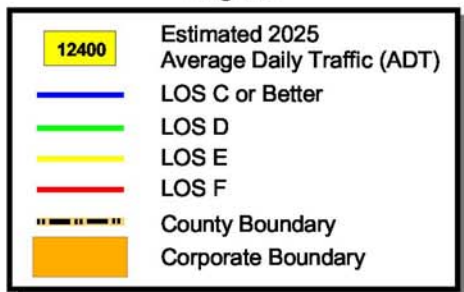 12400
Estimated 2025
Average Daily Traffic (ADT)
LOS C or Better
LOS D
LOS E
LOS F
County Boundary
Corporate Boundary